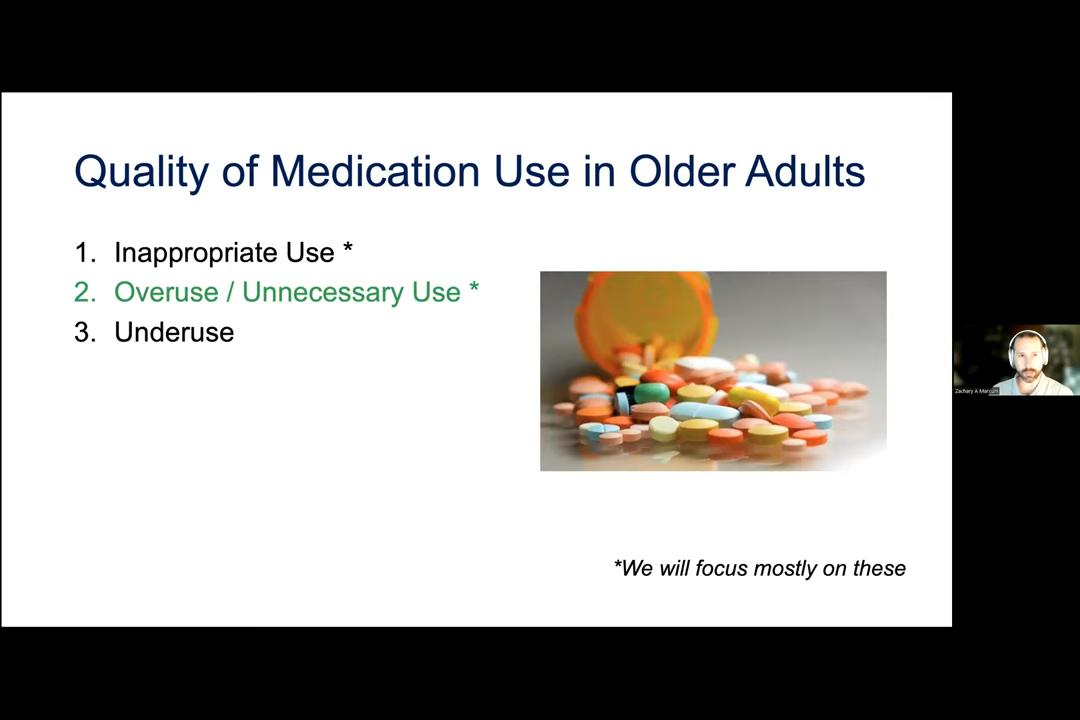 Quality of Medication Use in Older Adults
1. Inappropriate Use *
2. Overuse / Unnecessary Use *
3. Underuse
*We will focus mostly on these
Zachary A Marcum